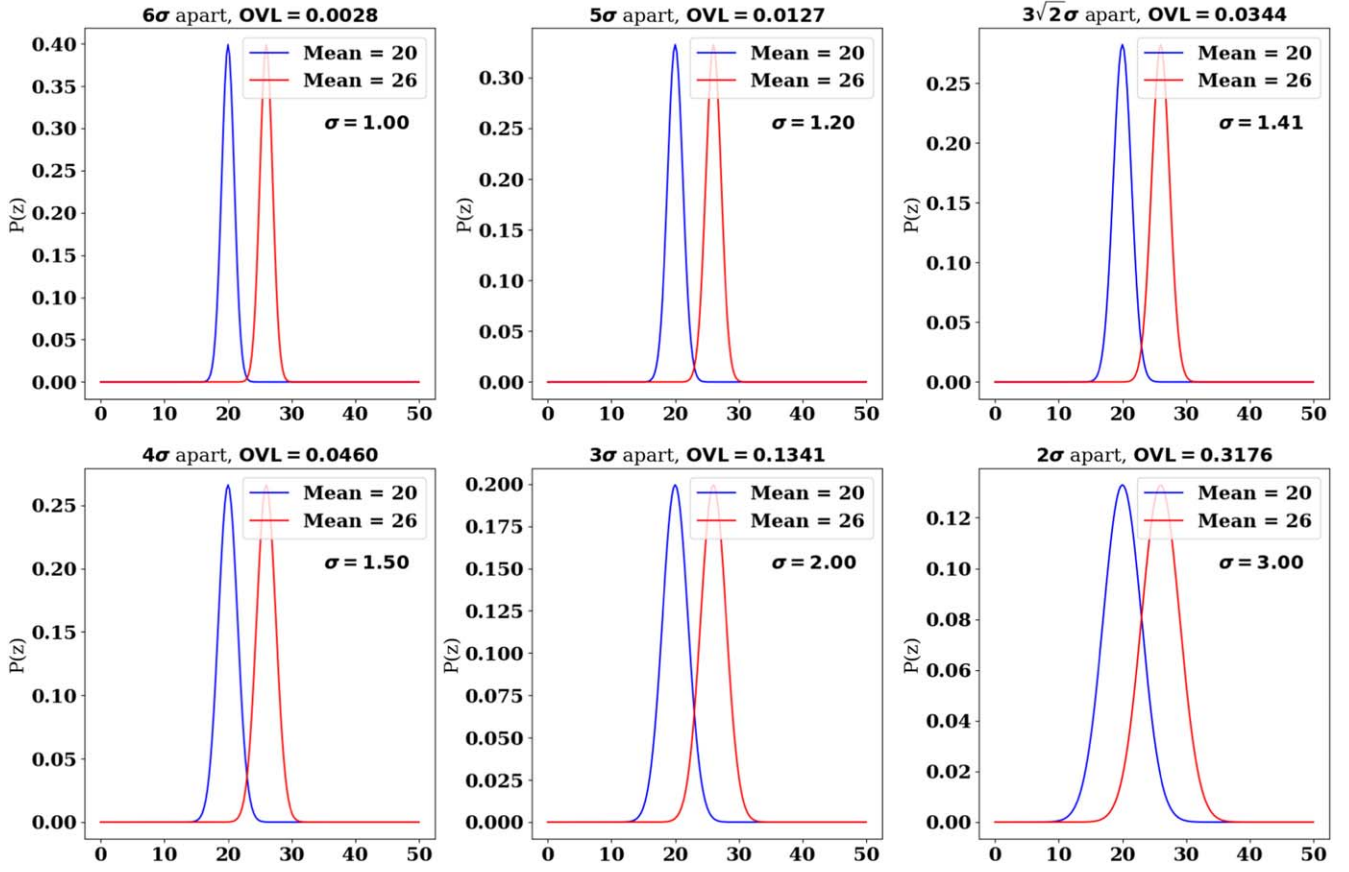 6σ apart, OVL = 0.0028
P(z)
0.40
0.35
0.30
0.25
0.20
0.15
0.10
0.05
0.00
Mean = 20
Mean = 26
σ = 1.00
0 10 20 30 40 50
5σ apart, OVL = 0.0127
P(z)
0.30
0.25
0.20
0.15
0.10
0.05
0.00
Mean = 20
Mean = 26
σ = 1.20
0 10 20 30 40 50
3√2σ apart, OVL = 0.0344
P(z)
0.25
0.20
0.15
0.10
0.05
0.00
Mean = 20
Mean = 26
σ = 1.41
0 10 20 30 40 50
4σ apart, OVL = 0.0460
P(z)
0.25
0.20
0.15
0.10
0.05
0.00
Mean = 20
Mean = 26
σ = 1.50
0 10 20 30 40 50
3σ apart, OVL = 0.1341
P(z)
0.200
0.175
0.150
0.125
0.100
0.075
0.050
0.025
0.000
Mean = 20
Mean = 26
σ = 2.00
0 10 20 30 40 50
2σ apart, OVL = 0.3176
P(z)
0.12
0.10
0.08
0.06
0.04
0.02
0.00
Mean = 20
Mean = 26
σ = 3.00
0 10 20 30 40 50